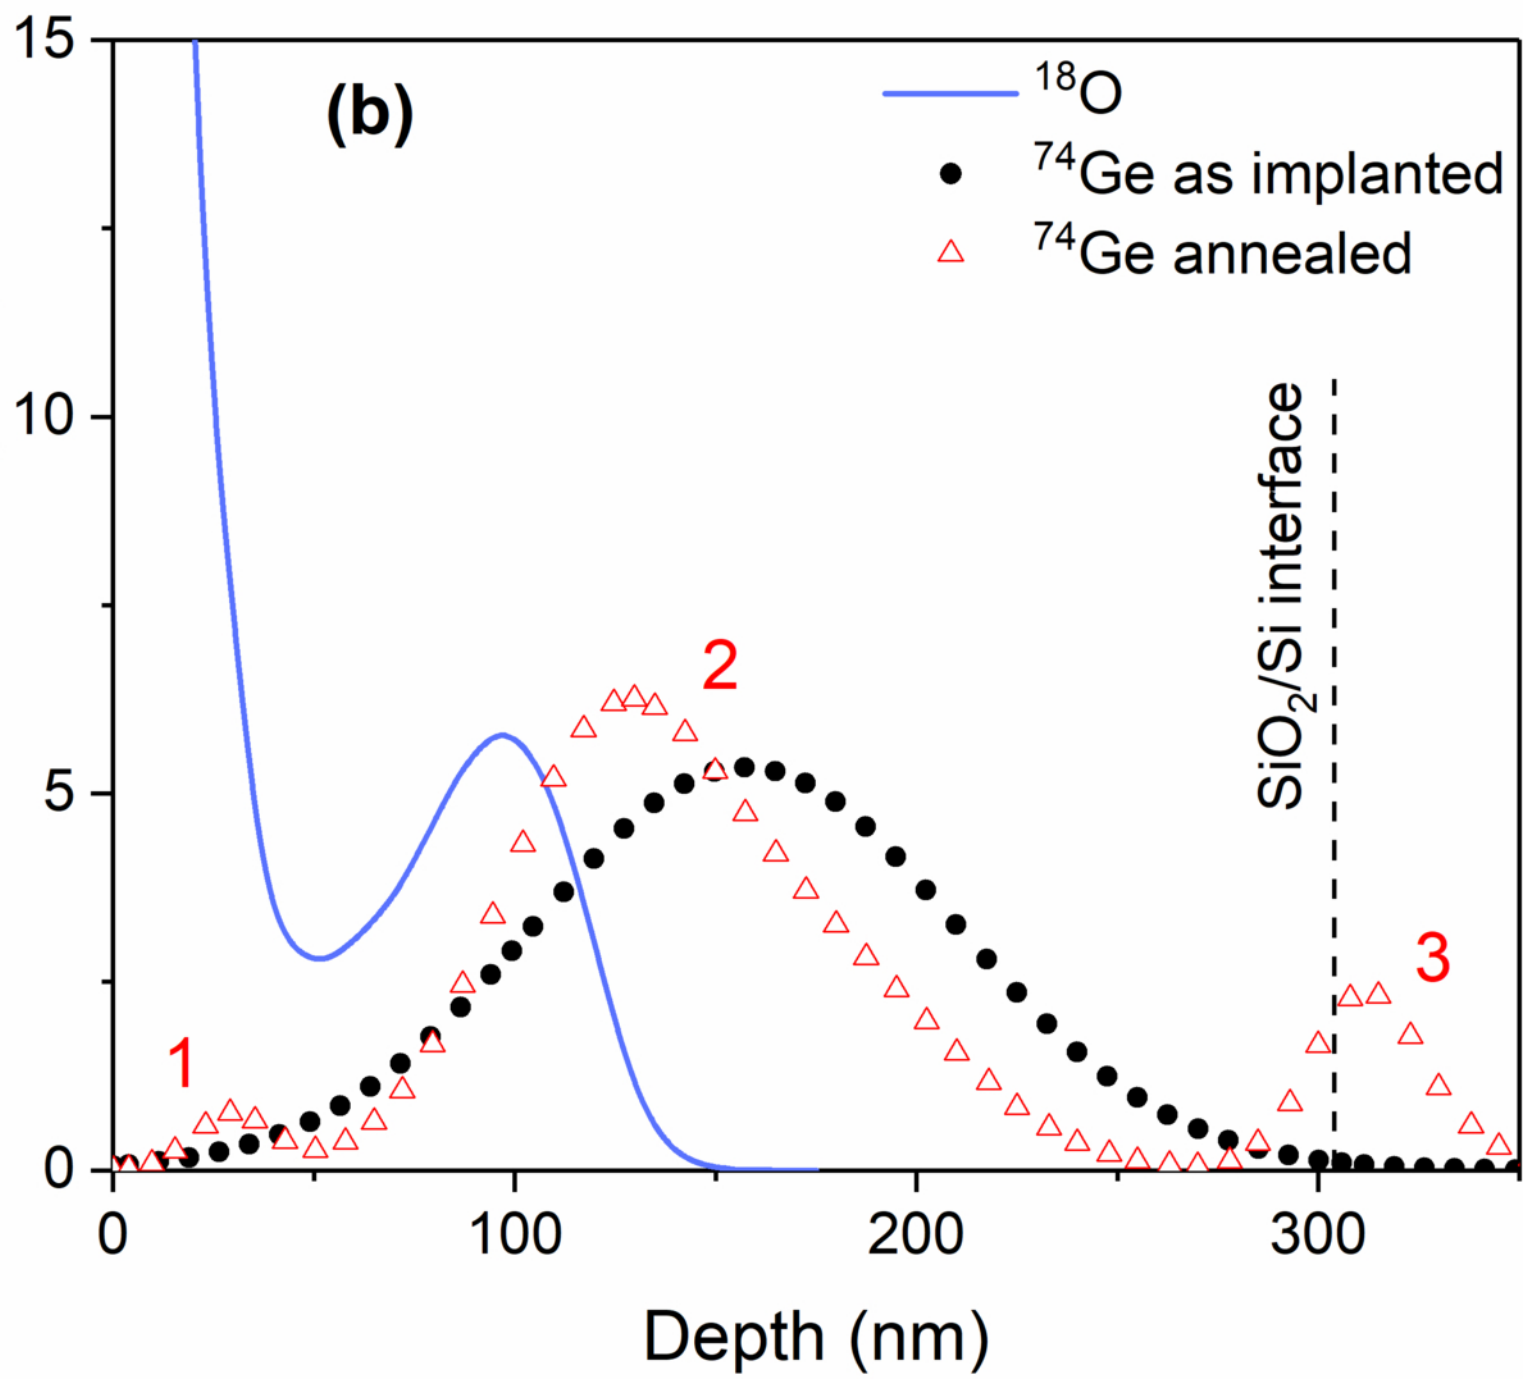 15
(b)
¹⁸O
⁷⁴Ge as implanted
⁷⁴Ge annealed
10
SiO₂/Si interface
2
5
3
1
0
0 100 200 300
Depth (nm)